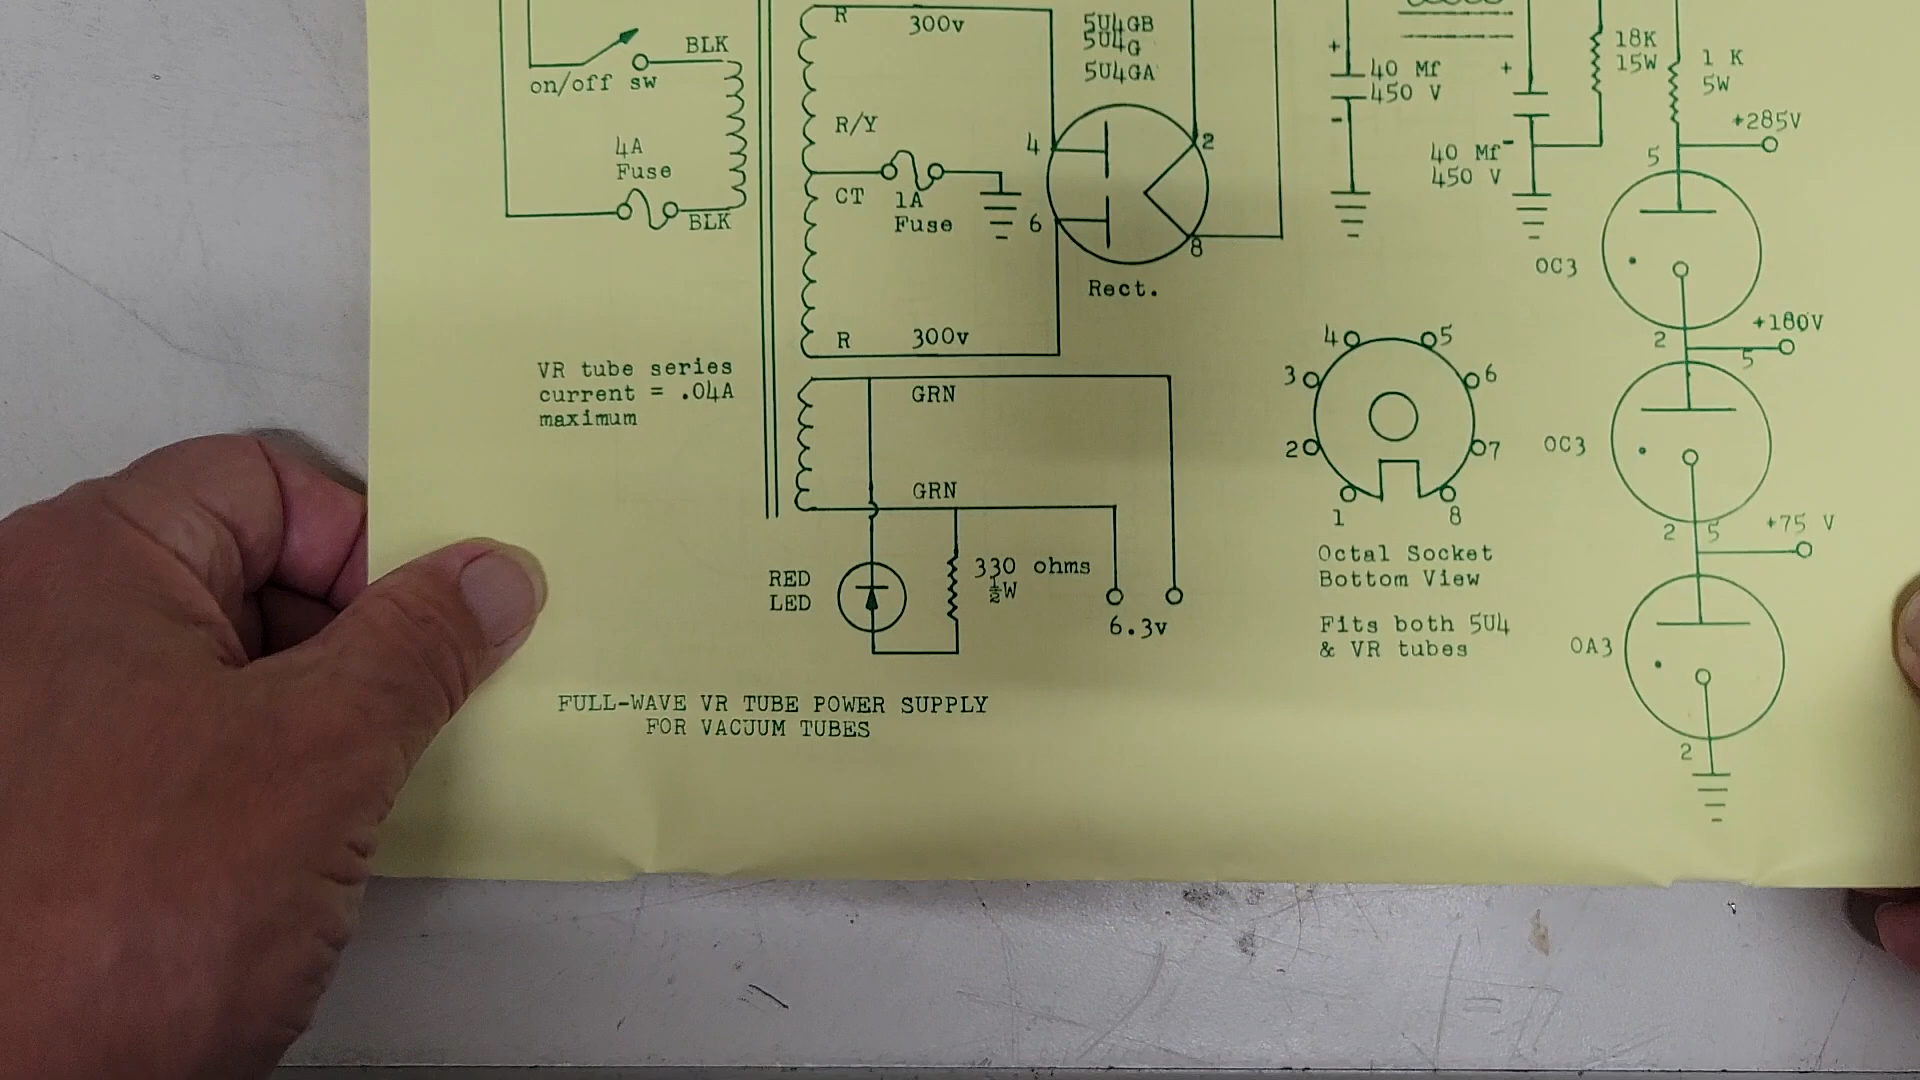 R
300v
5U4GB
5U4G
5U4GA
BLK
on/off sw
4A
Fuse
BLK
R/Y
CT
1A
Fuse
4
6
2
8
Rect.
R
300v
+
40 Mf
450 V
-
+
40 Mf
450 V
-
18K
15W
1 K
5W
+285V
5
OC3
2
+180V
5
OC3
2
5
+75 V
OA3
2
VR tube series
current = .04A
maximum
GRN
GRN
RED
LED
330 ohms
½W
6.3v
4
5
3
6
2
7
1
8
Octal Socket
Bottom View
Fits both 5U4
& VR tubes
FULL-WAVE VR TUBE POWER SUPPLY
FOR VACUUM TUBES